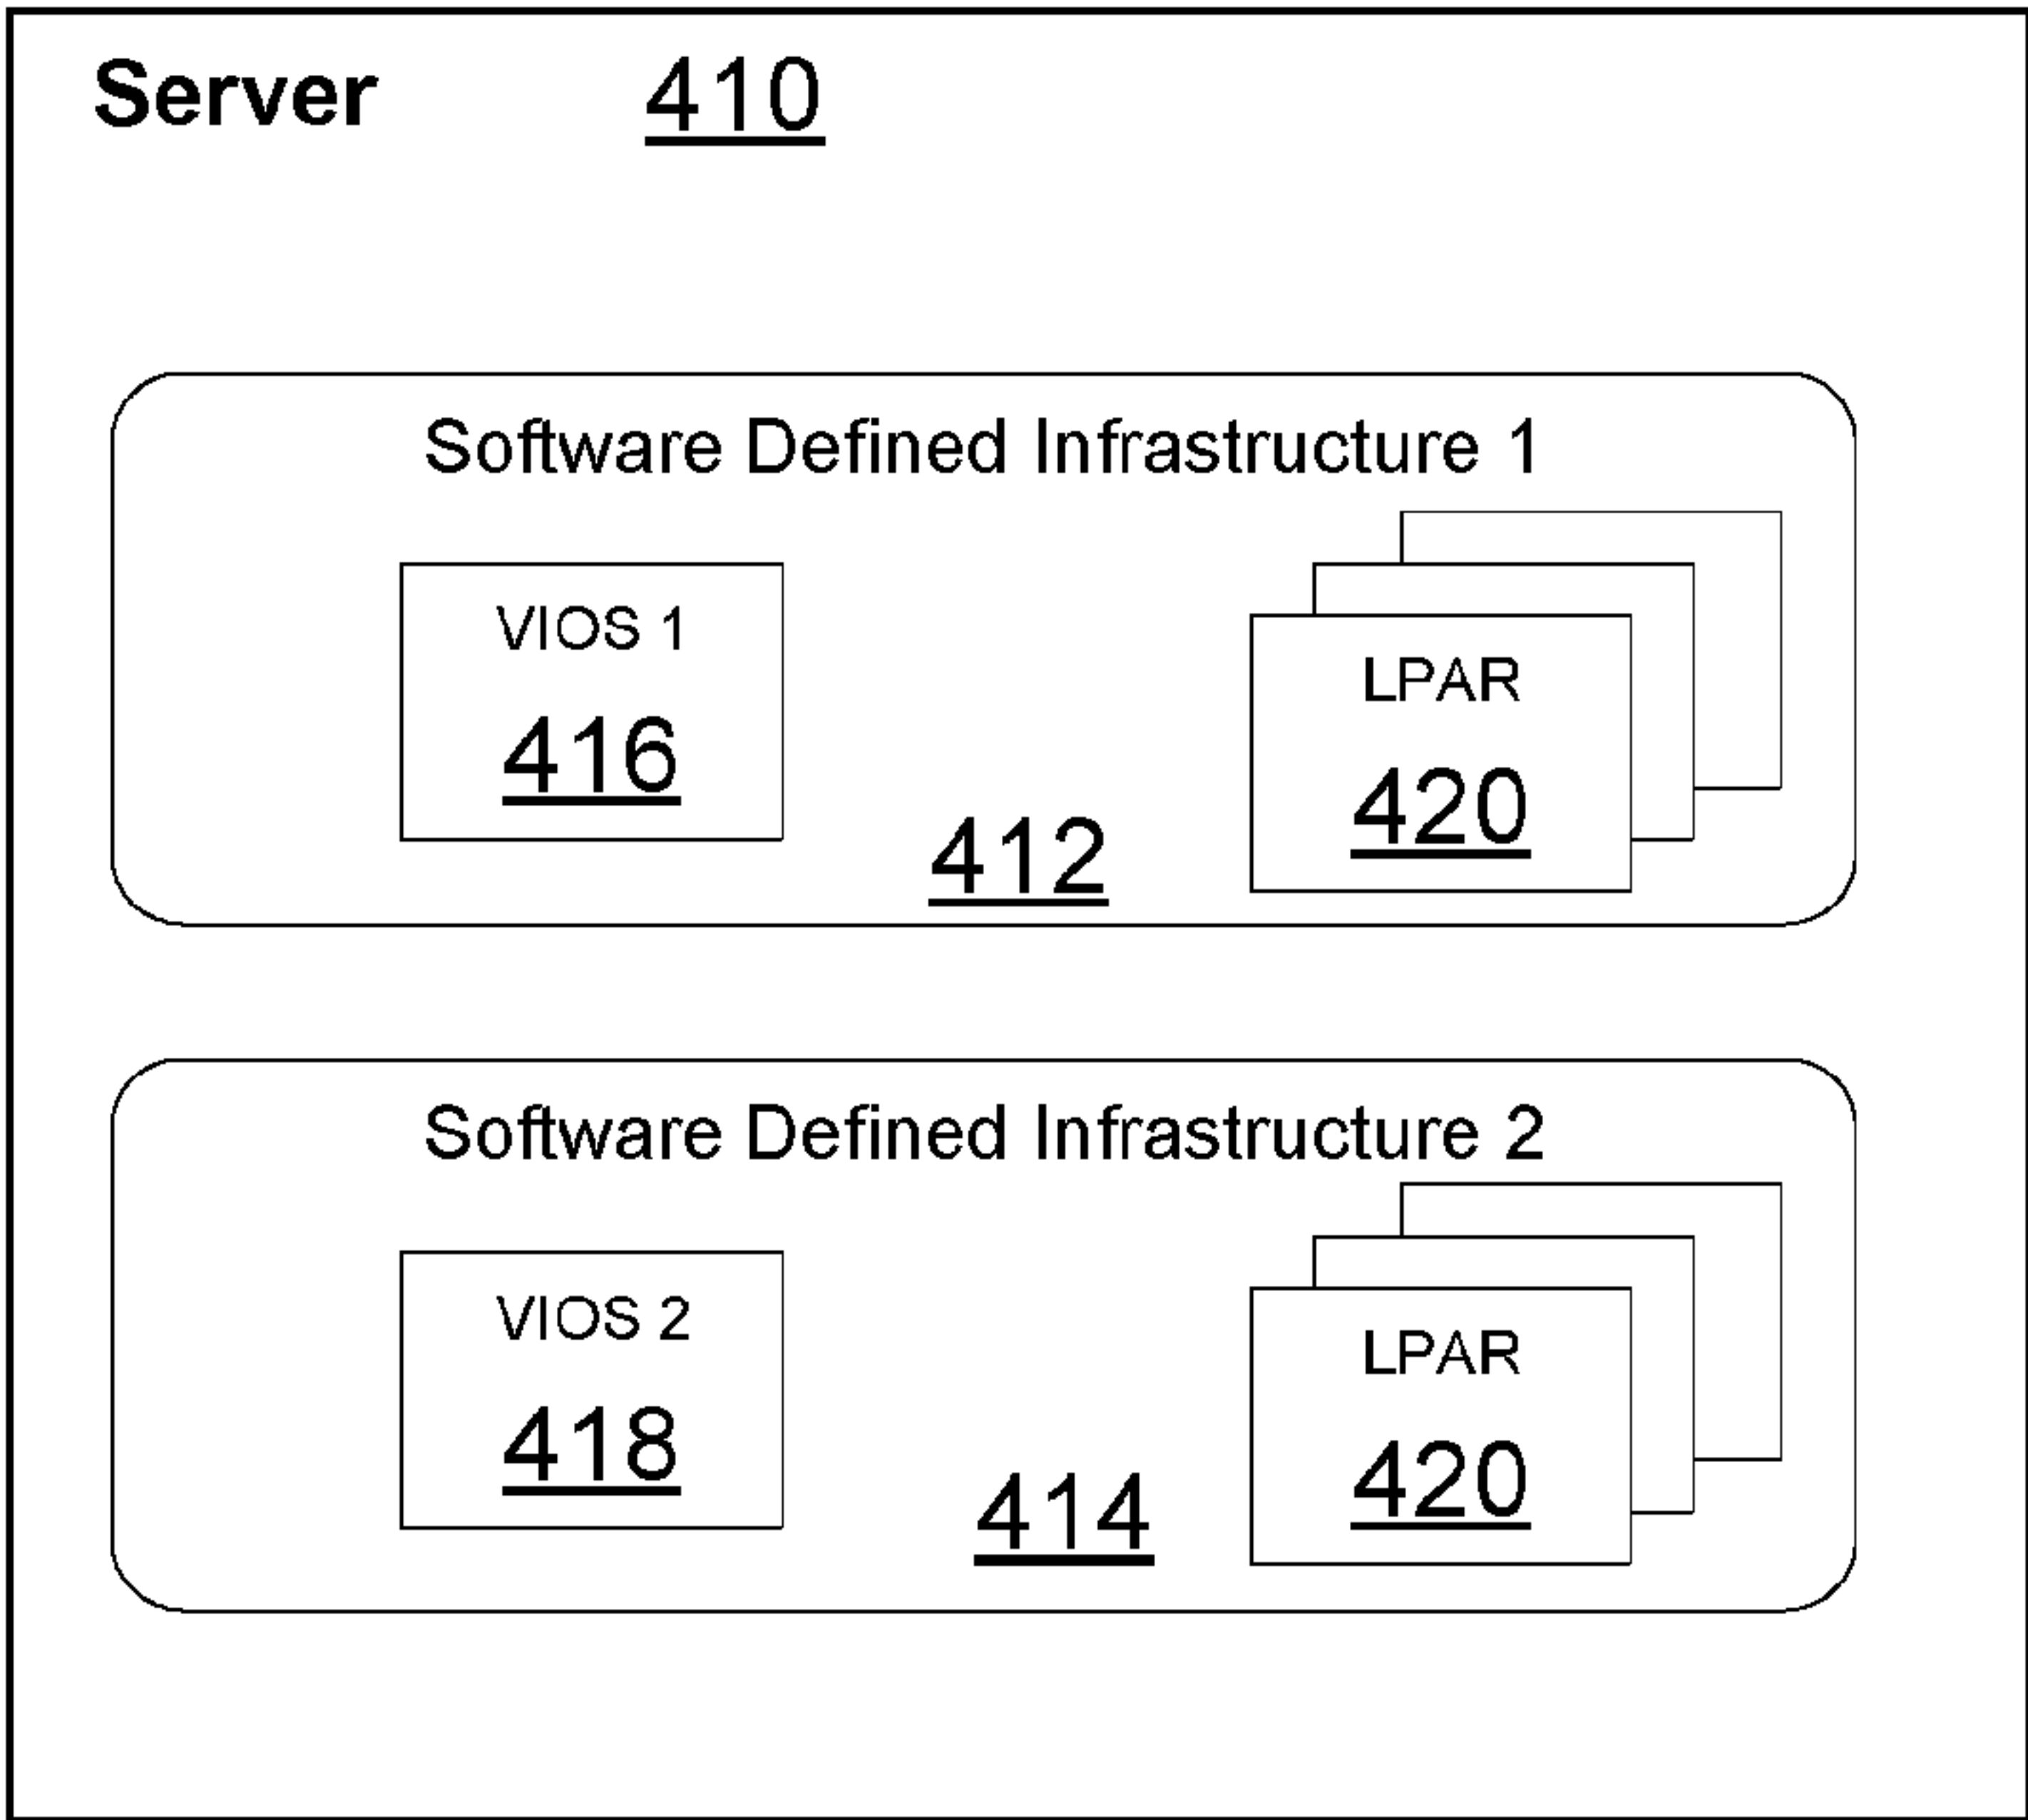 Server 410
Software Defined Infrastructure 1
VIOS 1
416
LPAR
420
412
Software Defined Infrastructure 2
VIOS 2
418
LPAR
420
414